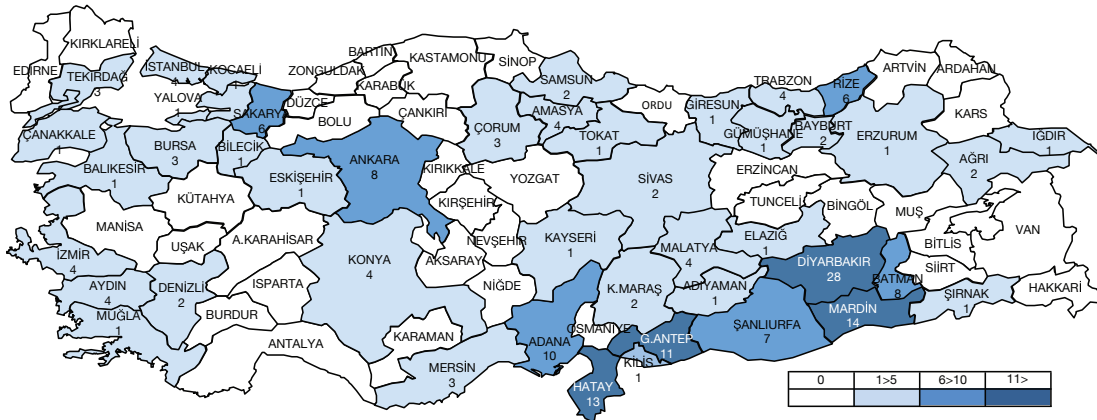 KIRKLARELİ
EDİRNE
TEKİRDAĞ
3
İSTANBUL
4
KOCAELİ
1
YALOVA
1
SAKARY
6
DÜZCE
ZONGULDAK
BARTIN
KARABÜK
KASTAMONU
SİNOP
SAMSUN
2
ORDU
GİRESUN
1
TRABZON
4
RİZE
6
ARTVİN
ARDAHAN
KARS
ÇANAKKALE
1
BURSA
3
BİLECİK
1
BOLU
ÇANKIRI
ÇORUM
3
AMASYA
4
TOKAT
1
GÜMÜŞHANE
1
BAYBURT
2
ERZURUM
1
IĞDIR
1
AĞRI
2
BALIKESİR
1
KÜTAHYA
ESKİŞEHİR
1
ANKARA
8
KIRIKKALE
KIRŞEHİR
YOZGAT
SİVAS
2
ERZİNCAN
TUNCELİ
BİNGÖL
MUŞ
BİTLİS
VAN
MANİSA
UŞAK
A.KARAHİSAR
KONYA
4
AKSARAY
NEVŞEHİR
KAYSERİ
1
MALATYA
4
ELAZIĞ
1
DİYARBAKIR
28
BATMAN
8
SİİRT
ŞIRNAK
1
HAKKARİ
İZMİR
4
AYDIN
4
MUĞLA
1
DENİZLİ
2
BURDUR
ISPARTA
ANTALYA
KARAMAN
NİĞDE
MERSİN
3
ADANA
10
OSMANİYE
K.MARAŞ
2
ADIYAMAN
1
G.ANTEP
11
KİLİS
1
HATAY
13
ŞANLIURFA
7
MARDİN
14
0 1>5 6>10 11>